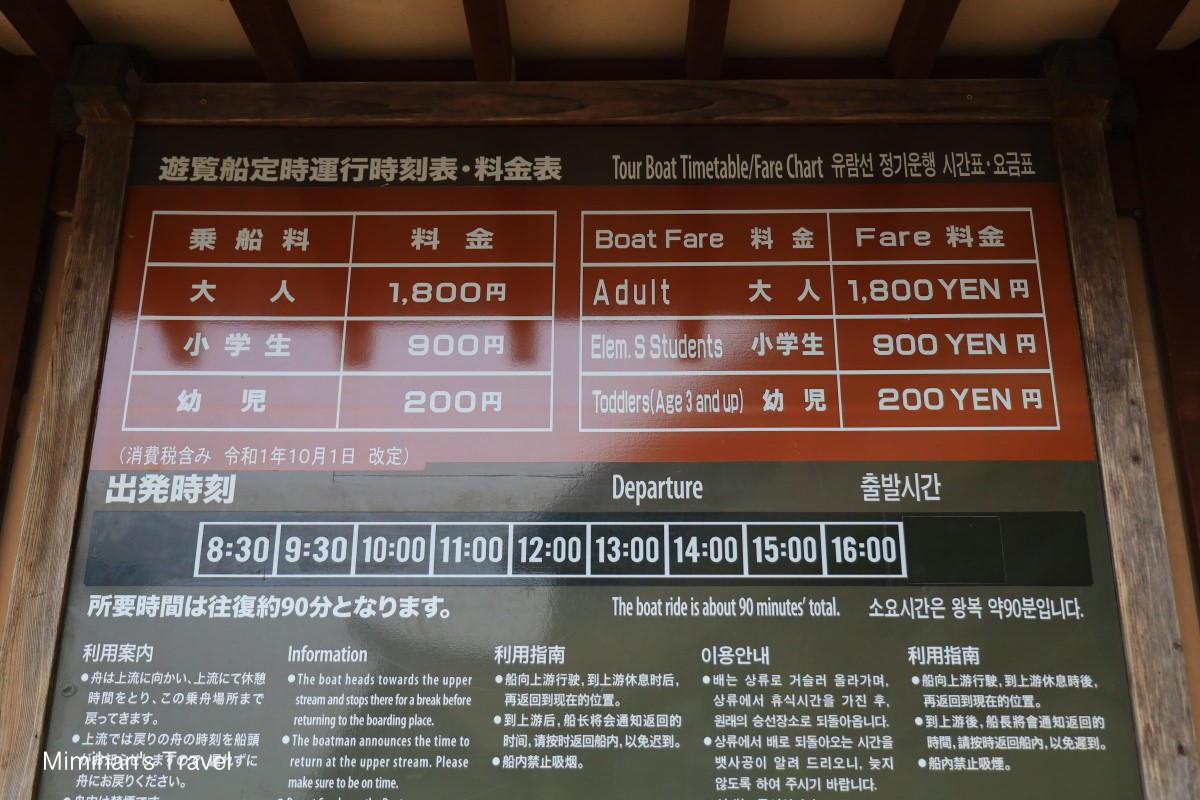 遊覧船定時運行時刻表・料金表 Tour Boat Timetable/Fare Chart 유람선 정기운행 시간표·요금표
乗船料 料金
大人 1,800円
小学生 900円
幼児 200円
(消費税含み 令和1年10月1日 改定)
Boat Fare 料金 Fare 料金
Adult 大人 1,800 YEN 円
Elem. S Students 小学生 900 YEN 円
Toddlers(Age 3 and up) 幼児 200 YEN 円
出発時刻 Departure 출발시간
8:30 9:30 10:00 11:00 12:00 13:00 14:00 15:00 16:00
所要時間は往復約90分となります。 The boat ride is about 90 minutes' total. 소요시간은 왕복 약90분입니다.
利用案内
●舟は上流に向かい、上流にて休憩
時間をとり、この乗舟場所まで
戻ってきます。
●上流では戻りの舟の時刻を船頭
舟にお戻りください。
Information
●The boat heads towards the upper
stream and stops there for a break before
returning to the boarding place.
●The boatman announces the time to
return at the upper stream. Please
make sure to be on time.
利用指南
●船向上游行驶,到上游休息时后,
再返回到现在的位置。
●到上游后,船长将会通知返回的
时间,请按时返回船内,以免迟到。
●船内禁止吸烟。
이용안내
●배는 상류로 거슬러 올라가며,
상류에서 휴식시간을 가진 후,
원래의 승선장소로 되돌아옵니다.
●상류에서 배로 되돌아오는 시간을
뱃사공이 알려 드리오니, 늦지
않도록 하여 주시기 바랍니다.
利用指南
●船向上游行駛,到上游休息時後,
再返回到現在的位置。
●到上游後,船長將會通知返回的
時間,請按時返回船內,以免遲到。
●船內禁止吸煙。
Mimihan's Travel